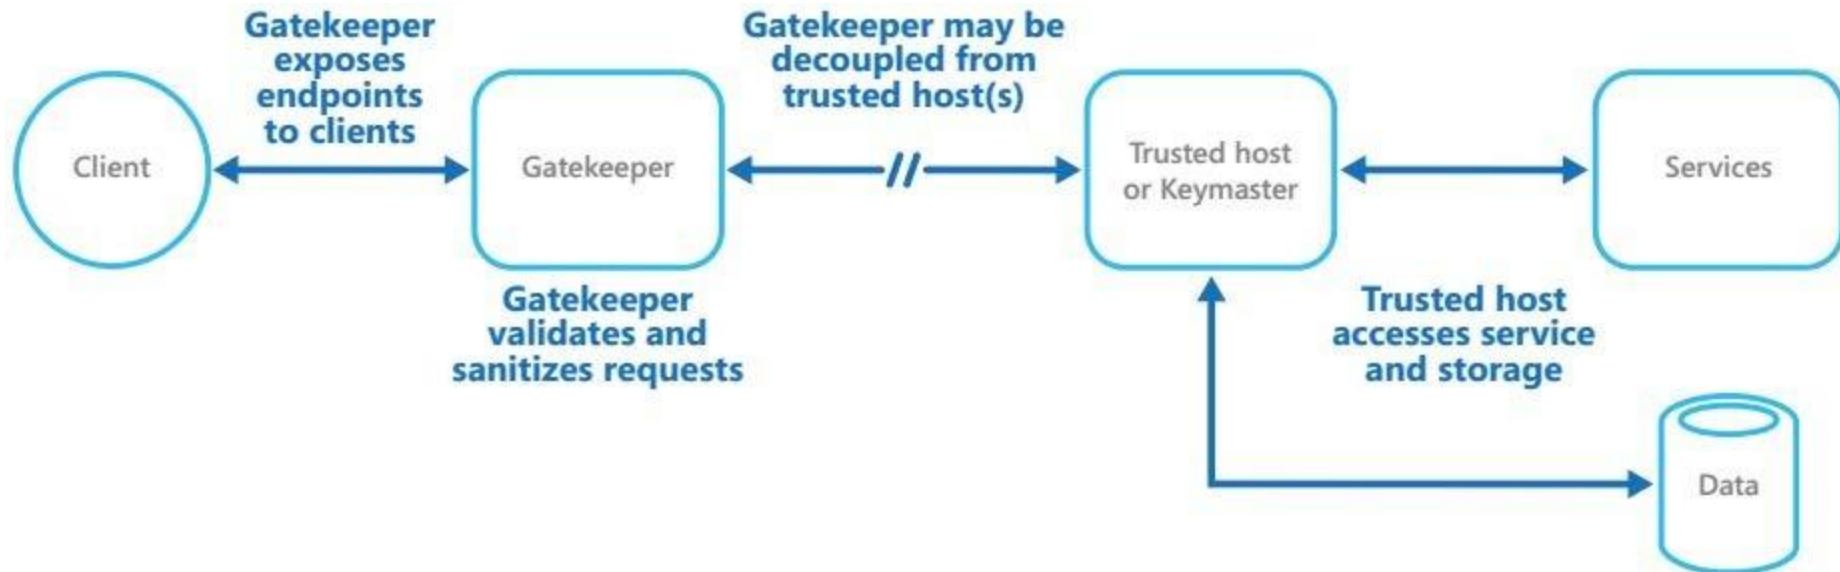 Gatekeeper
exposes
endpoints
to clients
Gatekeeper may be
decoupled from
trusted host(s)
Client
Gatekeeper
Trusted host
or Keymaster
Services
Gatekeeper
validates and
sanitizes requests
Trusted host
accesses service
and storage
Data